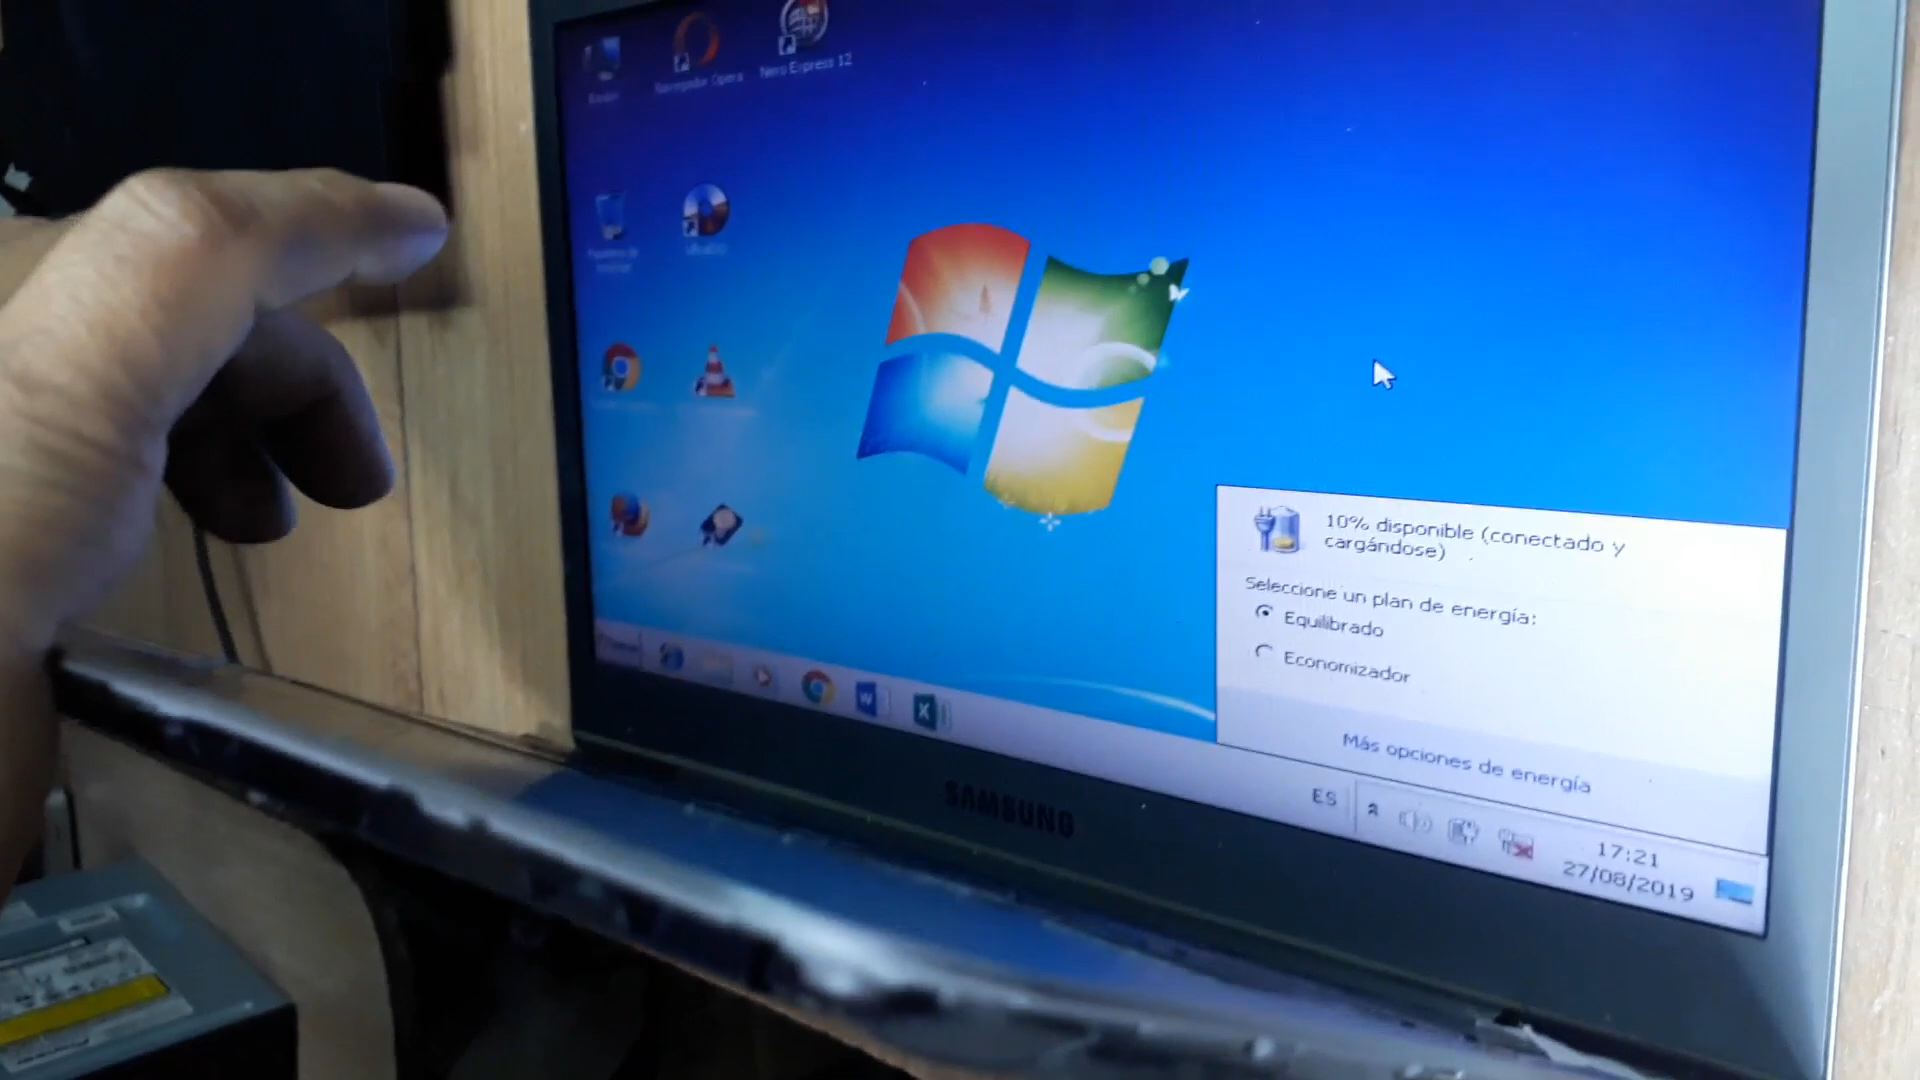 Navegador Opera
Nero Express 12
10% disponible (conectado y
cargándose)
Seleccione un plan de energía:
Equilibrado
Economizador
Más opciones de energía
SAMSUNG
ES
17:21
27/08/2019